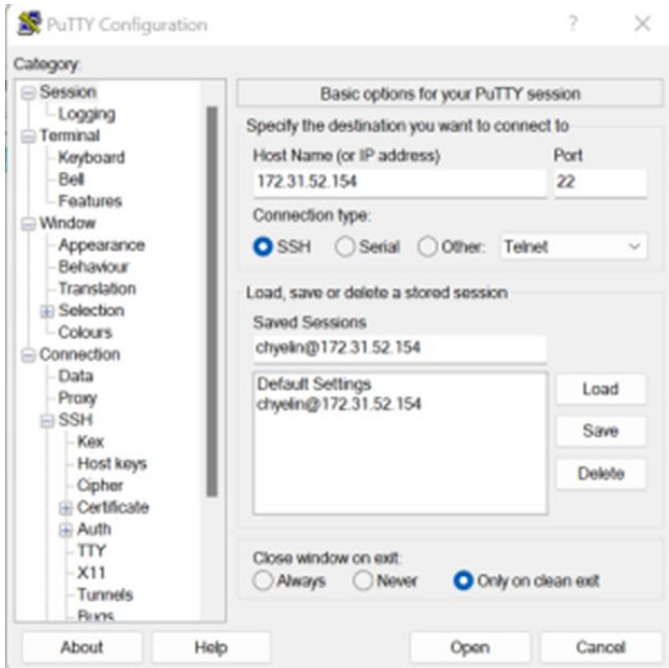 PuTTY Configuration
?
Category:
Session
Logging
Terminal
Keyboard
Bell
Features
Window
Appearance
Behaviour
Translation
Selection
Colours
Connection
Data
Proxy
SSH
Kex
Host keys
Cipher
Certificate
Auth
TTY
X11
Tunnels
Bugs
Basic options for your PuTTY session
Specify the destination you want to connect to
Host Name (or IP address) Port
172.31.52.154 22
Connection type:
SSH Serial Other: Telnet
Load, save or delete a stored session
Saved Sessions
chyelin@172.31.52.154
Default Settings
chyelin@172.31.52.154
Load
Save
Delete
Close window on exit:
Always Never Only on clean exit
About Help Open Cancel